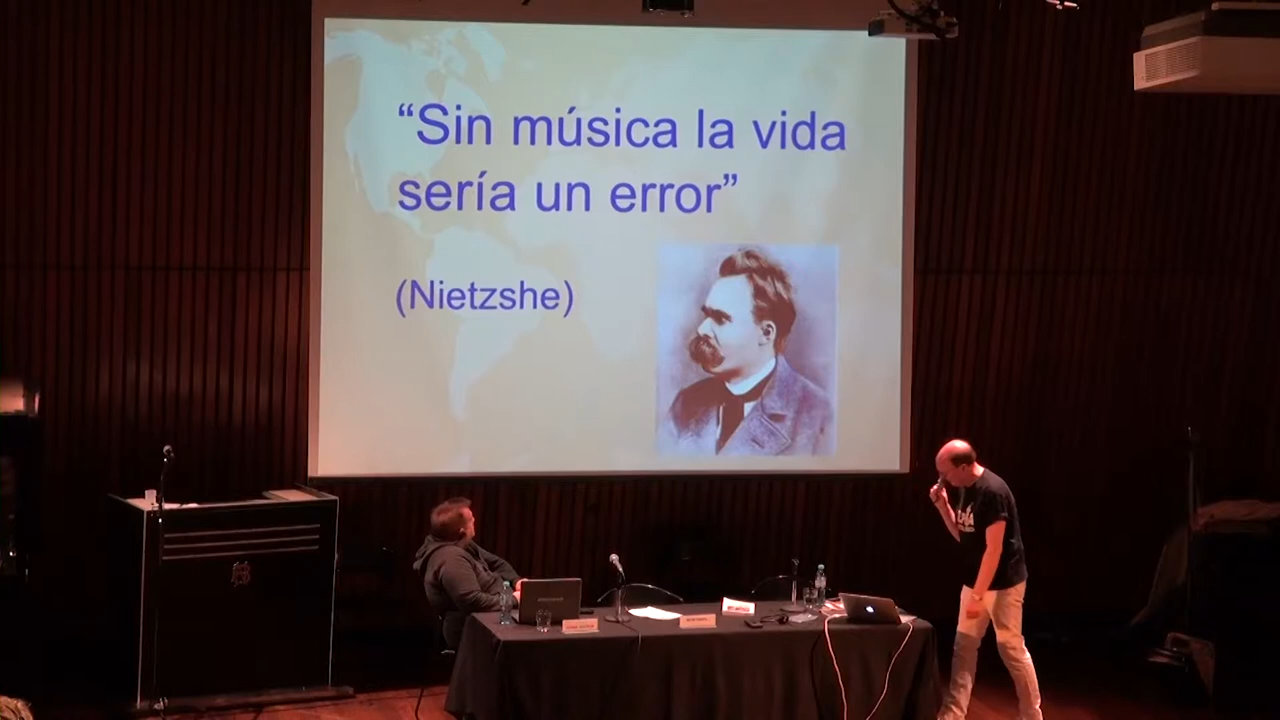 “Sin música la vida
sería un error”
(Nietzshe)